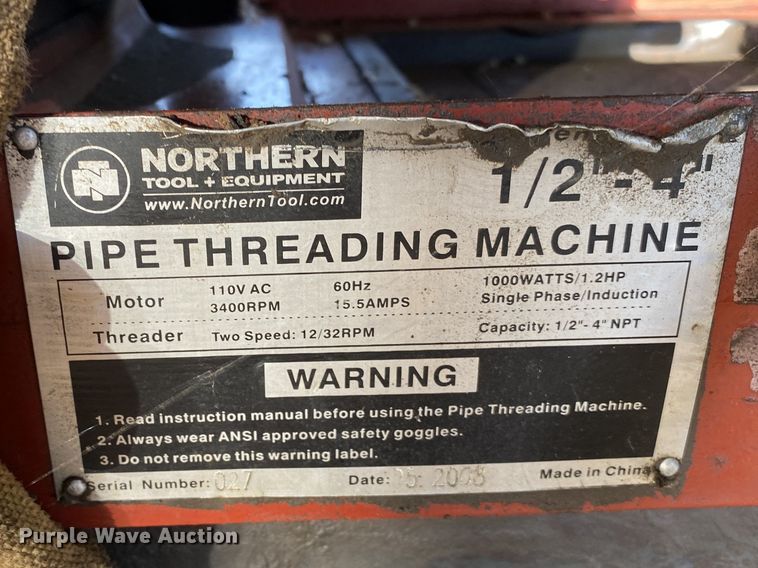 NORTHERN
TOOL + EQUIPMENT
www.NorthernTool.com
1/2" - 4"
PIPE THREADING MACHINE
Motor 110V AC 60Hz 1000WATTS/1.2HP
3400RPM 15.5AMPS Single Phase/Induction
Threader Two Speed: 12/32RPM Capacity: 1/2"- 4" NPT
WARNING
1. Read instruction manual before using the Pipe Threading Machine.
2. Always wear ANSI approved safety goggles.
3. Do not remove this warning label.
Serial Number: 027 Date: Made in China
Purple Wave Auction